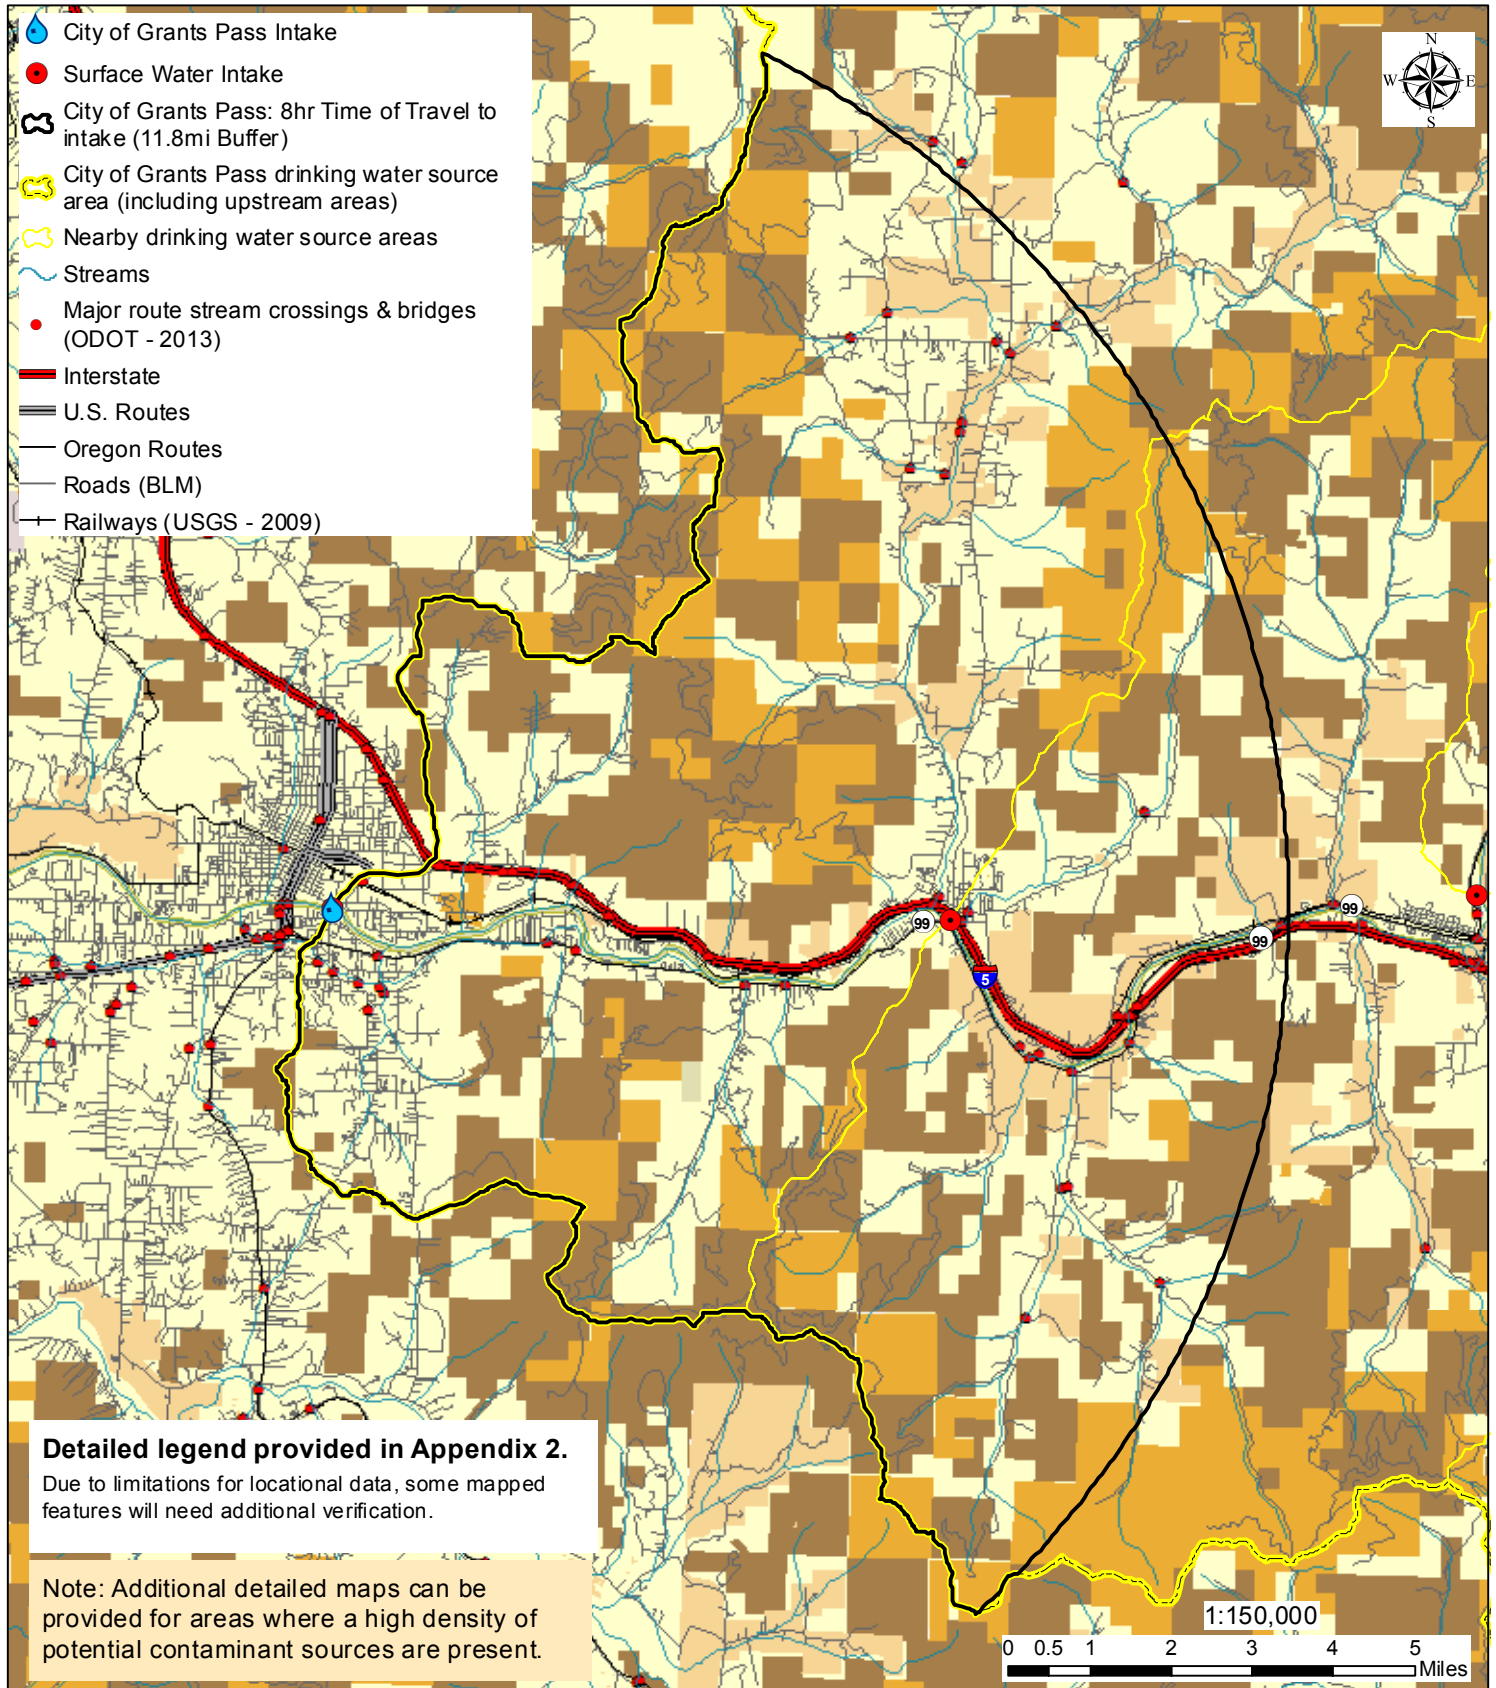 City of Grants Pass Intake
Surface Water Intake
City of Grants Pass: 8hr Time of Travel to
intake (11.8mi Buffer)
City of Grants Pass drinking water source
area (including upstream areas)
Nearby drinking water source areas
Streams
Major route stream crossings & bridges
(ODOT - 2013)
Interstate
U.S. Routes
Oregon Routes
Roads (BLM)
Railways (USGS - 2009)
N
W E
S
99
99
99
5
Detailed legend provided in Appendix 2.
Due to limitations for locational data, some mapped
features will need additional verification.
Note: Additional detailed maps can be
provided for areas where a high density of
potential contaminant sources are present.
1:150,000
0 0.5 1 2 3 4 5
Miles